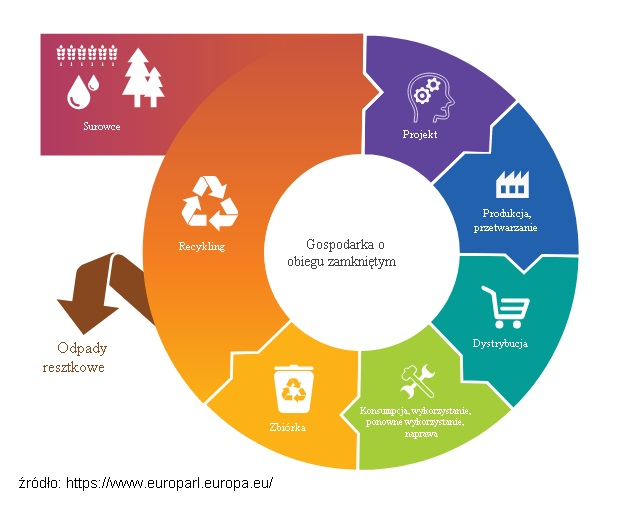 Surowce
Projekt
Produkcja,
przetwarzanie
Recykling
Gospodarka o
obiegu zamkniętym
Dystrybucja
Odpady
resztkowe
Zbiórka
Konsumpcja, wykorzystanie,
ponowne wykorzystanie,
naprawa
źródło: https://www.europarl.europa.eu/